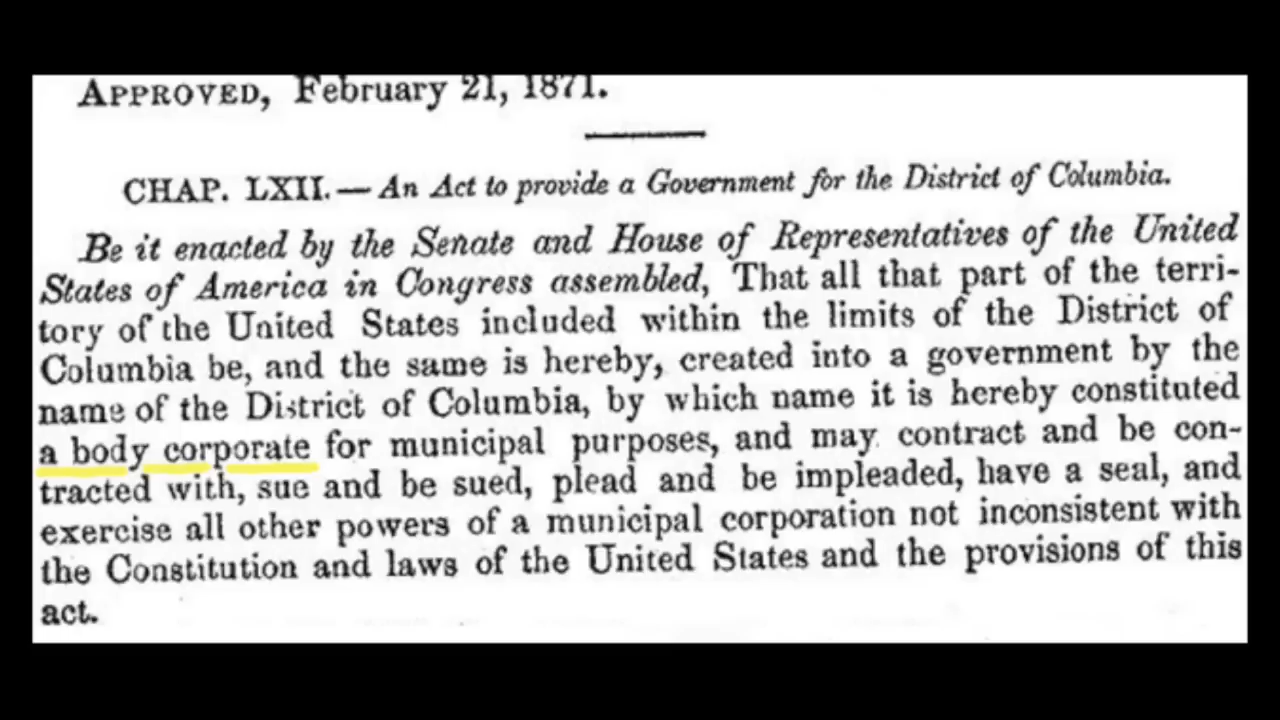 APPROVED, February 21, 1871.
CHAP. LXII.—An Act to provide a Government for the District of Columbia.
Be it enacted by the Senate and House of Representatives of the United
States of America in Congress assembled, That all that part of the terri-
tory of the United States included within the limits of the District of
Columbia be, and the same is hereby, created into a government by the
name of the District of Columbia, by which name it is hereby constituted
a body corporate for municipal purposes, and may contract and be con-
tracted with, sue and be sued, plead and be impleaded, have a seal, and
exercise all other powers of a municipal corporation not inconsistent with
the Constitution and laws of the United States and the provisions of this
act.